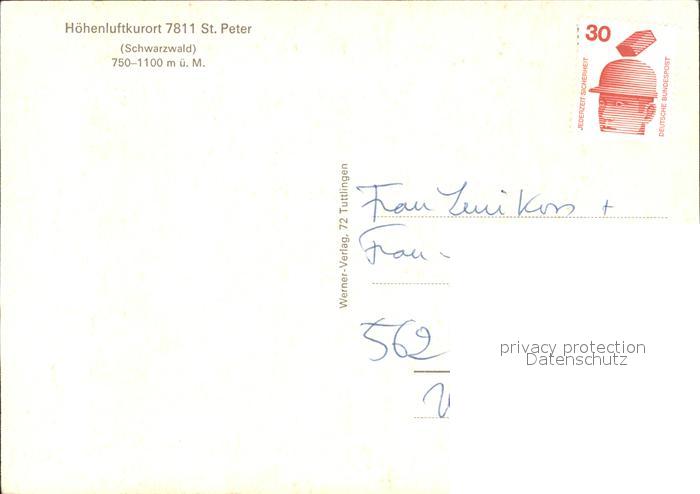 Höhenluftkurort 7811 St. Peter
(Schwarzwald)
750–1100 m ü. M.
30
JEDERZEIT SICHERHEIT
DEUTSCHE BUNDESPOST
Werner-Verlag, 72 Tuttlingen
Frau Leni +
Frau
562
privacy protection
Datenschutz